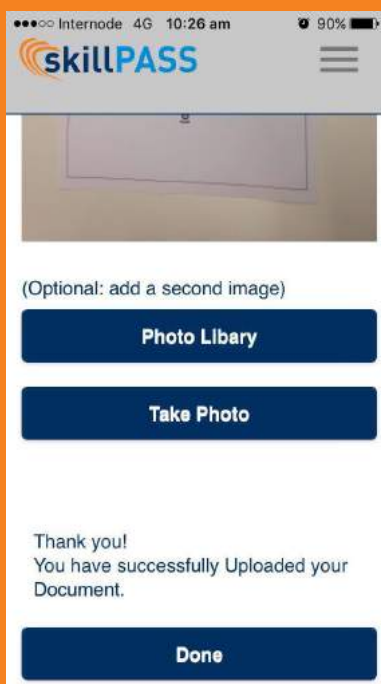 Internode 4G 10:26 am 90%
skillPASS
(Optional: add a second image)
Photo Libary
Take Photo
Thank you!
You have successfully Uploaded your
Document.
Done